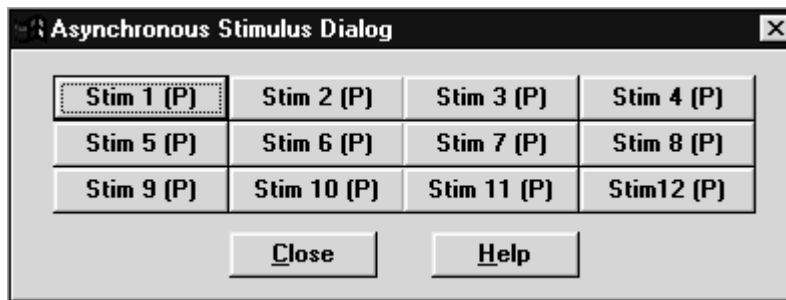 Asynchronous Stimulus Dialog
Stim 1 (P) Stim 2 (P) Stim 3 (P) Stim 4 (P)
Stim 5 (P) Stim 6 (P) Stim 7 (P) Stim 8 (P)
Stim 9 (P) Stim 10 (P) Stim 11 (P) Stim12 (P)
Close Help